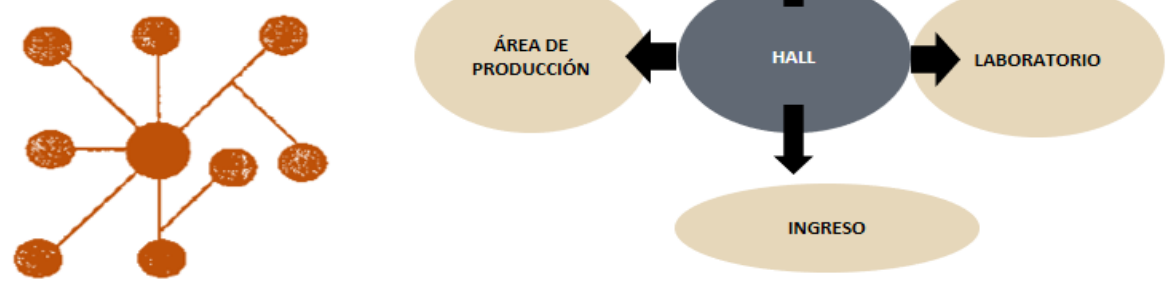 ÁREA DE
PRODUCCIÓN
HALL
LABORATORIO
INGRESO